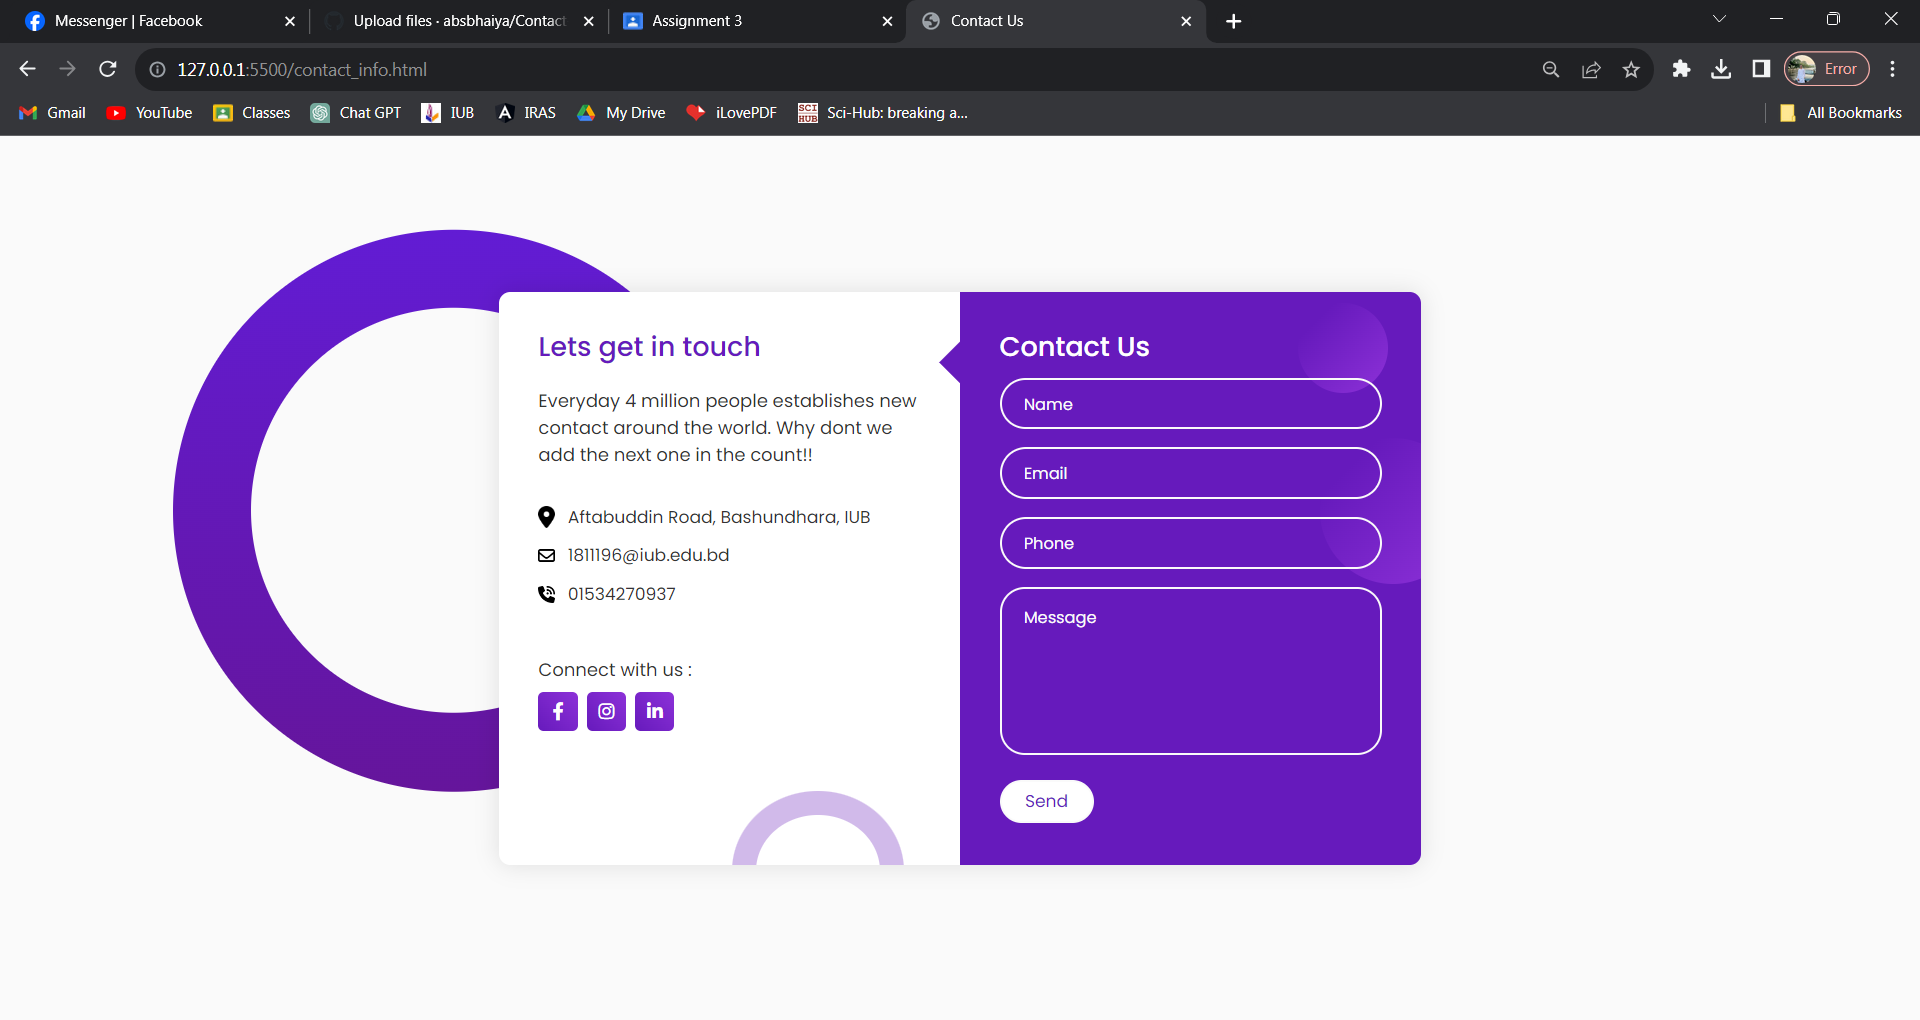 Messenger | Facebook
Upload files · absbhaiya/Contact
Assignment 3
Contact Us
127.0.0.1:5500/contact_info.html
Error
Gmail
YouTube
Classes
Chat GPT
IUB
IRAS
My Drive
iLovePDF
SCI HUB
Sci-Hub: breaking a...
All Bookmarks
Lets get in touch
Everyday 4 million people establishes new
contact around the world. Why dont we
add the next one in the count!!
Aftabuddin Road, Bashundhara, IUB
1811196@iub.edu.bd
01534270937
Connect with us :
Contact Us
Name
Email
Phone
Message
Send